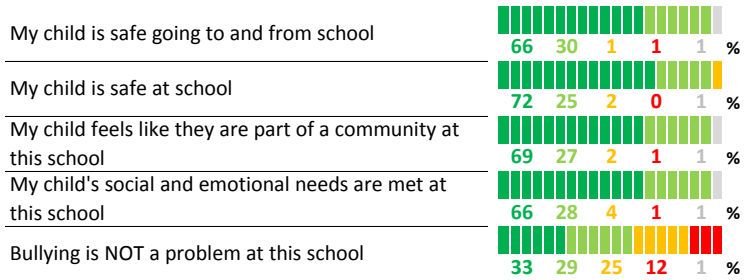 My child is safe going to and from school
66 30 1 1 1 %
My child is safe at school
72 25 2 0 1 %
My child feels like they are part of a community at
this school
69 27 2 1 1 %
My child's social and emotional needs are met at
this school
66 28 4 1 1 %
Bullying is NOT a problem at this school
33 29 25 12 1 %